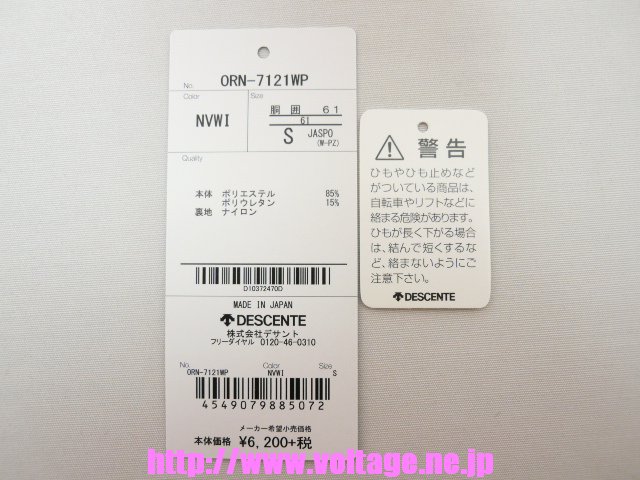 No. ORN-7121WP
Color Size
NVWI
胴囲 61
61
S JASPO
(W-PZ)
Quality
本体 ポリエステル 85%
ポリウレタン 15%
裏地 ナイロン
D10372470D
MADE IN JAPAN
DESCENTE
株式会社デサント
フリーダイヤル 0120-46-0310
No. Color Size
ORN-7121WP NVWI S
4549079885072
メーカー希望小売価格
本体価格 ¥6,200+税
警告
ひもやひも止めなど
がついている商品は、
自転車やリフトなどに
絡まる危険があります。
ひもが長く下がる場合
は、結んで短くするな
ど、絡まないようにご
注意下さい。
DESCENTE
http://www.voltage.ne.jp